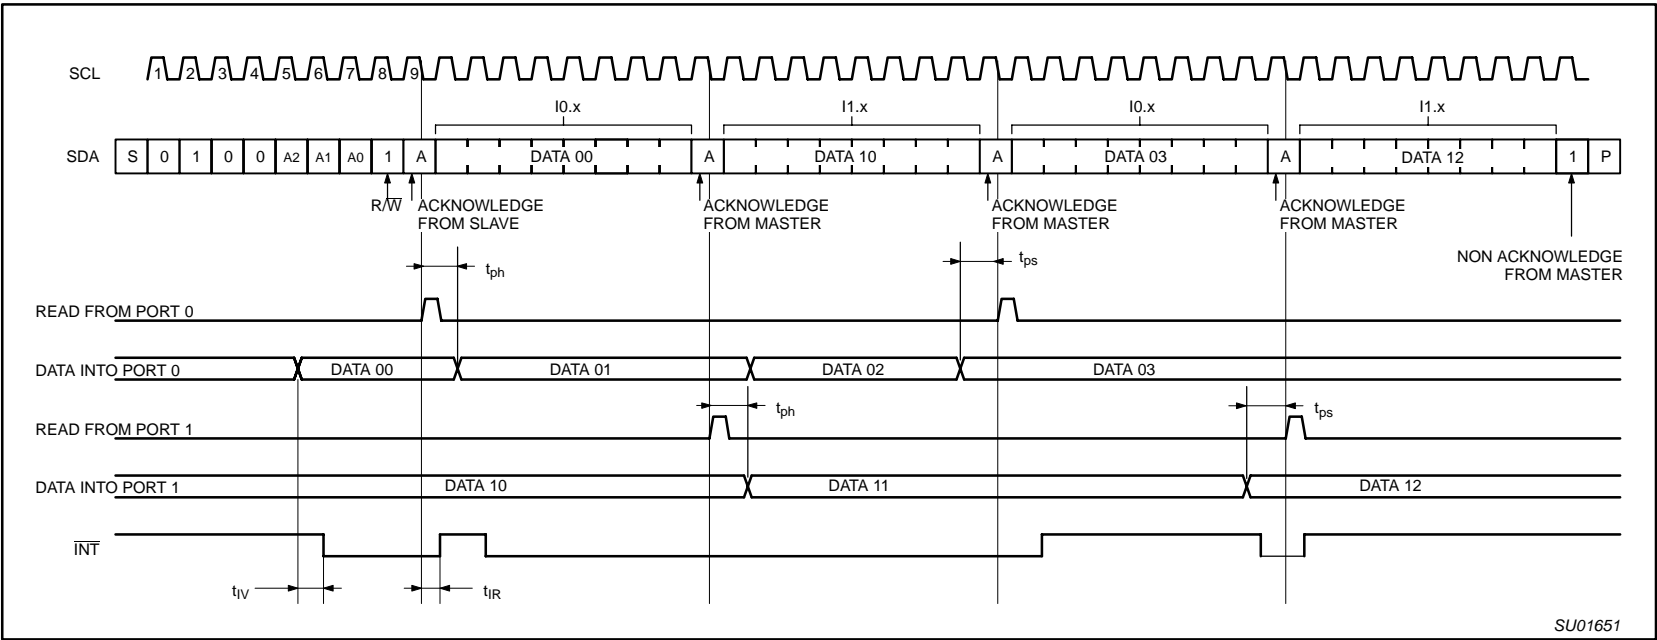 SCL
1 2 3 4 5 6 7 8 9
I0.x I1.x I0.x I1.x
SDA S 0 1 0 0 A2 A1 A0 1 A DATA 00 A DATA 10 A DATA 03 A DATA 12 1 P
R/W ACKNOWLEDGE ACKNOWLEDGE ACKNOWLEDGE ACKNOWLEDGE
FROM SLAVE FROM MASTER FROM MASTER FROM MASTER
NON ACKNOWLEDGE
FROM MASTER
tph tps
READ FROM PORT 0
DATA INTO PORT 0 DATA 00 DATA 01 DATA 02 DATA 03
tph tps
READ FROM PORT 1
DATA INTO PORT 1 DATA 10 DATA 11 DATA 12
INT
tIV tIR
SU01651